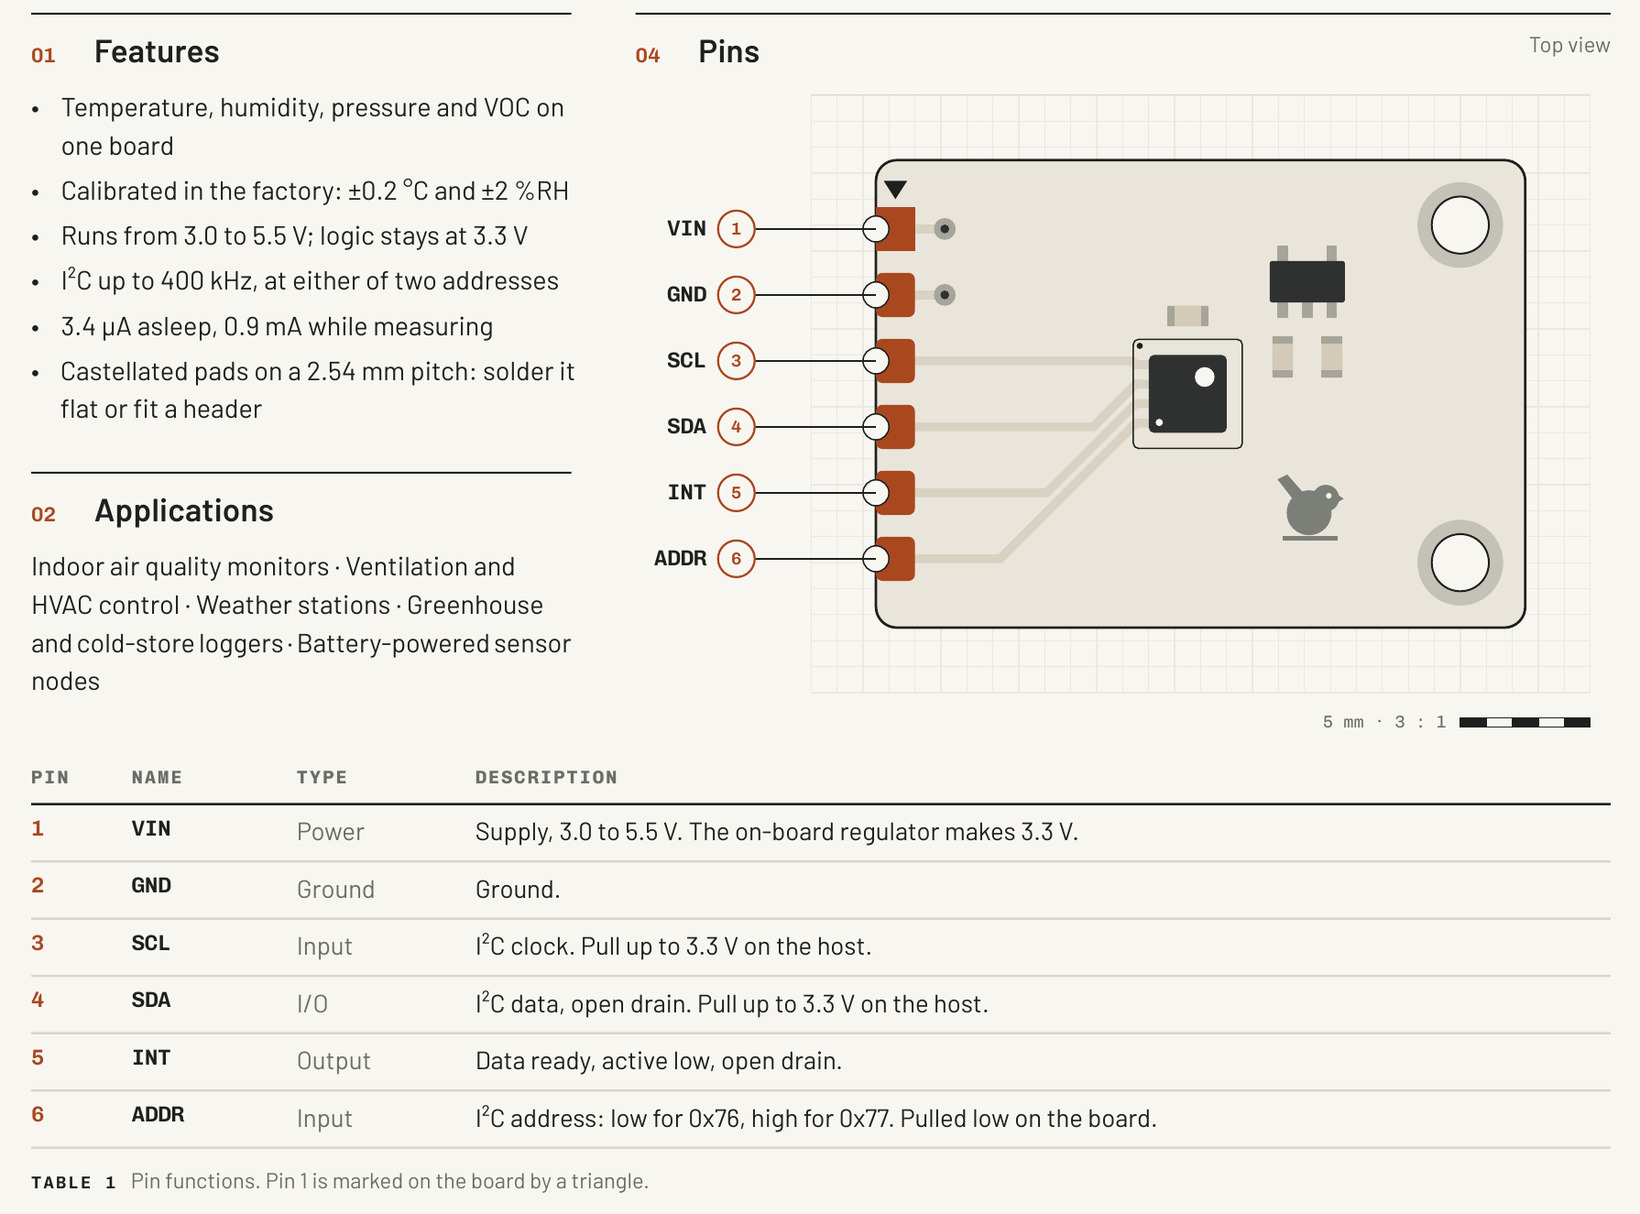 01 Features
• Temperature, humidity, pressure and VOC on
one board
• Calibrated in the factory: ±0.2 °C and ±2 %RH
• Runs from 3.0 to 5.5 V; logic stays at 3.3 V
• I²C up to 400 kHz, at either of two addresses
• 3.4 µA asleep, 0.9 mA while measuring
• Castellated pads on a 2.54 mm pitch: solder it
flat or fit a header
02 Applications
Indoor air quality monitors · Ventilation and
HVAC control · Weather stations · Greenhouse
and cold-store loggers · Battery-powered sensor
nodes
04 Pins
Top view
VIN 1
GND 2
SCL 3
SDA 4
INT 5
ADDR 6
5 mm · 3 : 1
PIN NAME TYPE DESCRIPTION
1 VIN Power Supply, 3.0 to 5.5 V. The on-board regulator makes 3.3 V.
2 GND Ground Ground.
3 SCL Input I²C clock. Pull up to 3.3 V on the host.
4 SDA I/O I²C data, open drain. Pull up to 3.3 V on the host.
5 INT Output Data ready, active low, open drain.
6 ADDR Input I²C address: low for 0x76, high for 0x77. Pulled low on the board.
TABLE 1 Pin functions. Pin 1 is marked on the board by a triangle.